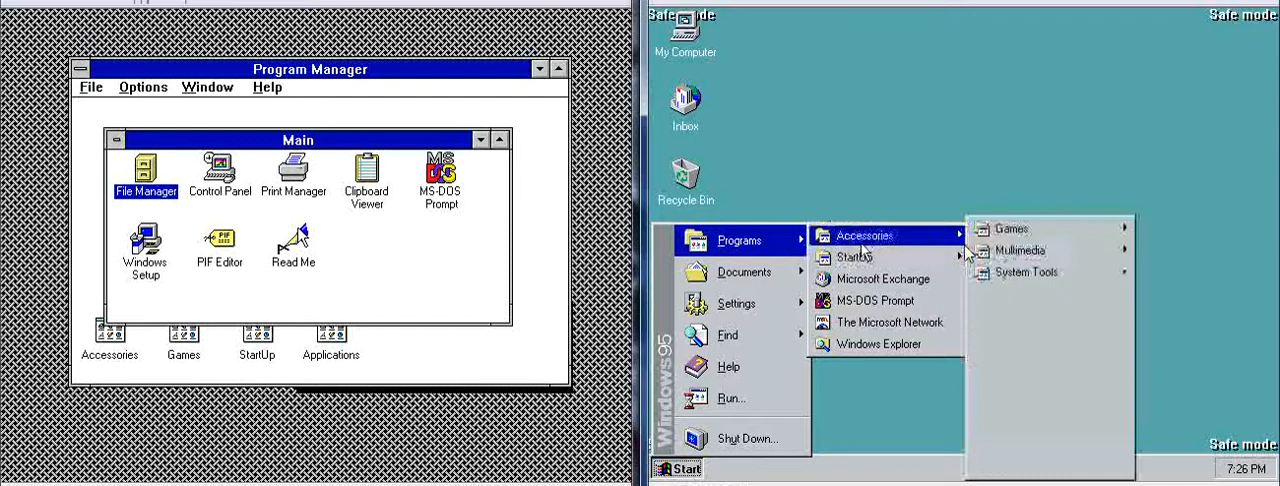 Program Manager
File Options Window Help
Main
File Manager
Control Panel
Print Manager
Clipboard
Viewer
MS-DOS
Prompt
Windows
Setup
PIF Editor
Read Me
Accessories
Games
StartUp
Applications
Safe mode
Safe mode
My Computer
Inbox
Recycle Bin
Programs
Documents
Settings
Find
Help
Run...
Shut Down...
Windows95
Accessories
StartUp
Microsoft Exchange
MS-DOS Prompt
The Microsoft Network
Windows Explorer
Games
Multimedia
System Tools
Safe mode
Start
7:26 PM